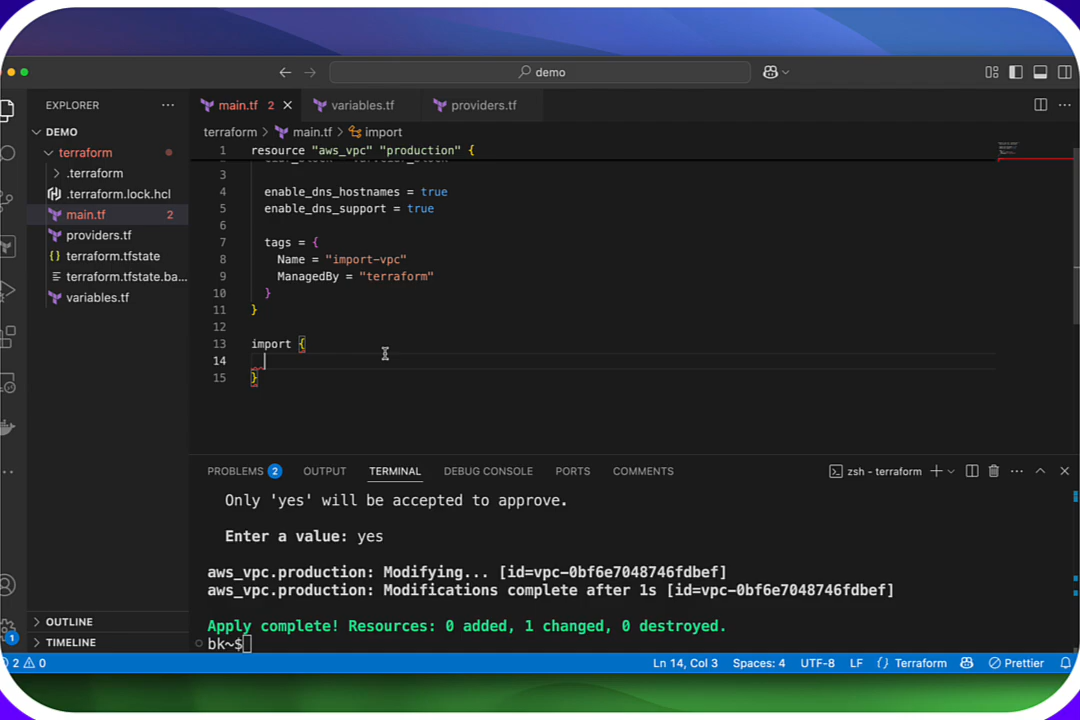 demo
EXPLORER
main.tf 2
variables.tf
providers.tf
DEMO
terraform > main.tf > import
terraform
.terraform
.terraform.lock.hcl
main.tf 2
providers.tf
terraform.tfstate
terraform.tfstate.ba...
variables.tf
1 resource "aws_vpc" "production" {
3
4 enable_dns_hostnames = true
5 enable_dns_support = true
6
7 tags = {
8 Name = "import-vpc"
9 ManagedBy = "terraform"
10 }
11 }
12
13 import {
14
15 }
PROBLEMS 2 OUTPUT TERMINAL DEBUG CONSOLE PORTS COMMENTS
zsh - terraform
Only 'yes' will be accepted to approve.
Enter a value: yes
aws_vpc.production: Modifying... [id=vpc-0bf6e7048746fdbef]
aws_vpc.production: Modifications complete after 1s [id=vpc-0bf6e7048746fdbef]
Apply complete! Resources: 0 added, 1 changed, 0 destroyed.
bk~$
OUTLINE
TIMELINE
1
2 0
Ln 14, Col 3 Spaces: 4 UTF-8 LF {} Terraform Prettier